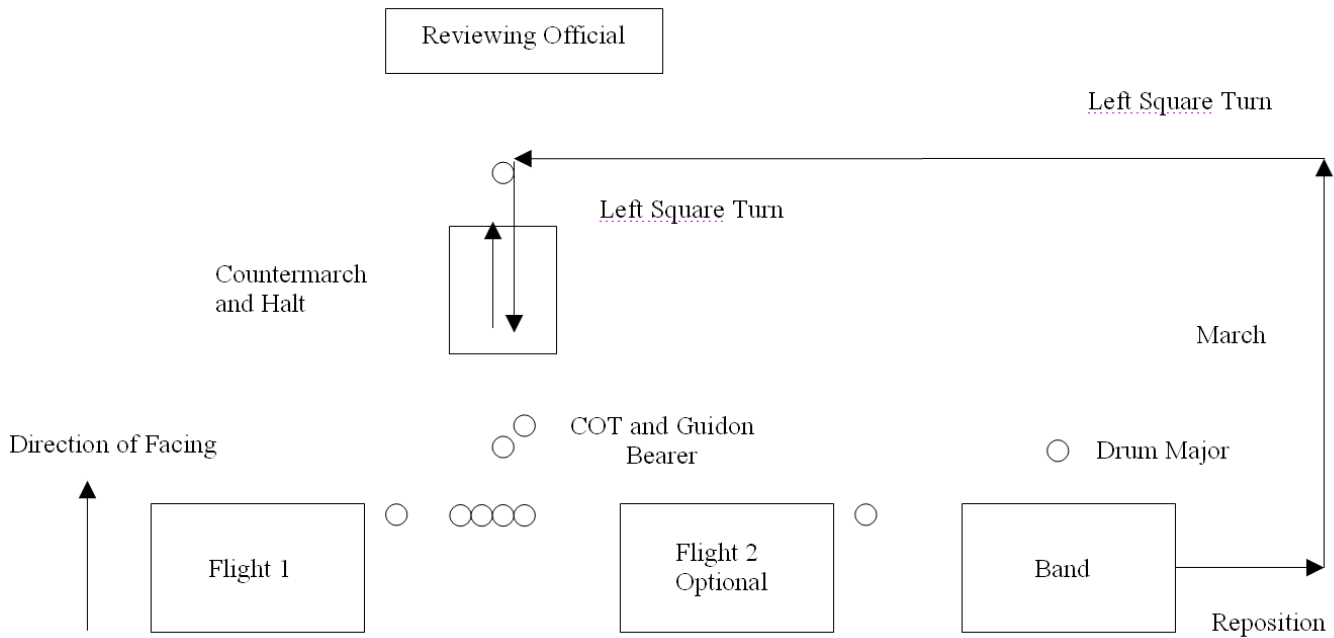 Reviewing Official
Left Square Turn
Left Square Turn
Countermarch
and Halt
March
COT and Guidon
Bearer
Direction of Facing
Drum Major
Flight 1
Flight 2
Optional
Band
Reposition